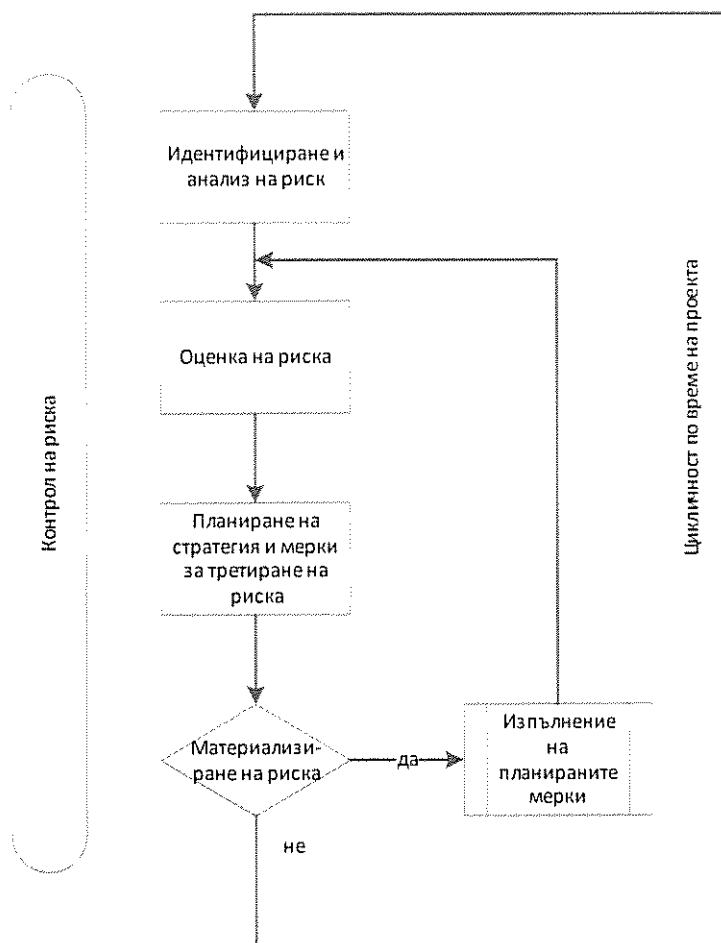 Идентифициране и
анализ на риск
Оценка на риска
Планиране на
стратегия и мерки
за третиране на
риска
Материализи-
ране на риска
да
Изпълнение
на
планираните
мерки
не
Контрол на риска
Цикличност по време на проекта